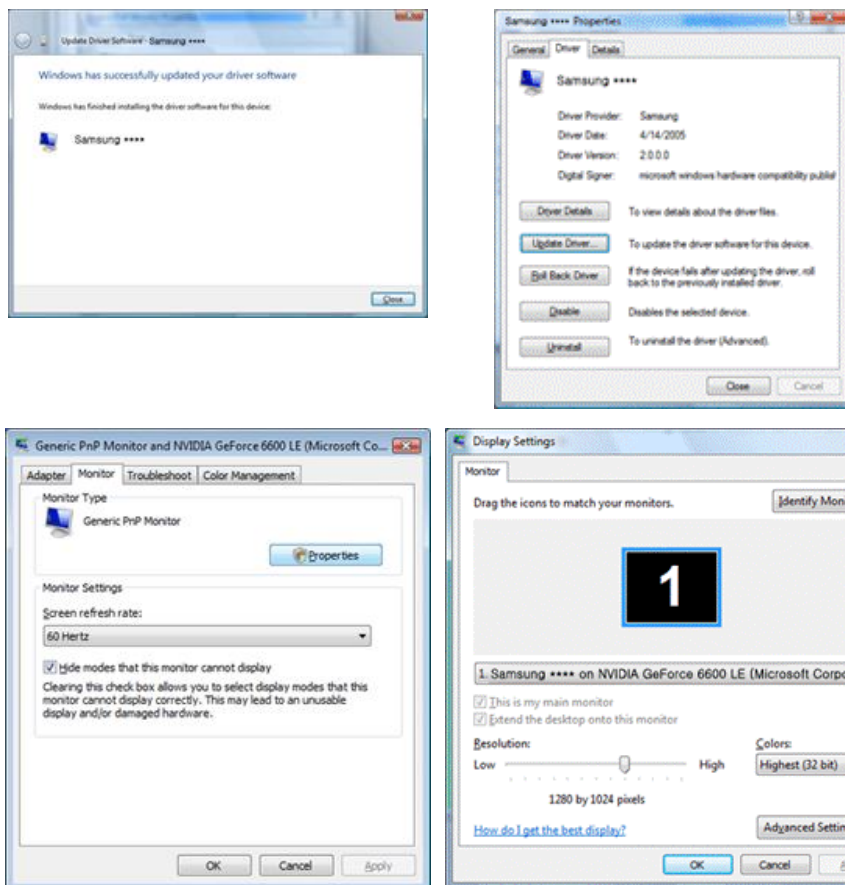 Update Driver Software - Samsung ****
Windows has successfully updated your driver software
Windows has finished installing the driver software for this device:
Samsung ****
Close
Samsung **** Properties
General Driver Details
Samsung ****
Driver Provider: Samsung
Driver Date: 4/14/2005
Driver Version: 2.0.0.0
Digital Signer: microsoft windows hardware compatibility publis
Driver Details To view details about the driver files.
Update Driver... To update the driver software for this device.
Roll Back Driver If the device fails after updating the driver, roll
back to the previously installed driver.
Disable Disables the selected device.
Uninstall To uninstall the driver (Advanced).
Close Cancel
Generic PnP Monitor and NVIDIA GeForce 6600 LE (Microsoft Co...
Adapter Monitor Troubleshoot Color Management
Monitor Type
Generic PnP Monitor
Properties
Monitor Settings
Screen refresh rate:
60 Hertz
Hide modes that this monitor cannot display
Clearing this check box allows you to select display modes that this
monitor cannot display correctly. This may lead to an unusable
display and/or damaged hardware.
OK Cancel Apply
Display Settings
Monitor
Drag the icons to match your monitors.
Identify Moni
1
1. Samsung **** on NVIDIA GeForce 6600 LE (Microsoft Corpo
This is my main monitor
Extend the desktop onto this monitor
Resolution:
Low High
1280 by 1024 pixels
Colors:
Highest (32 bit)
How do I get the best display?
Advanced Settin
OK Cancel